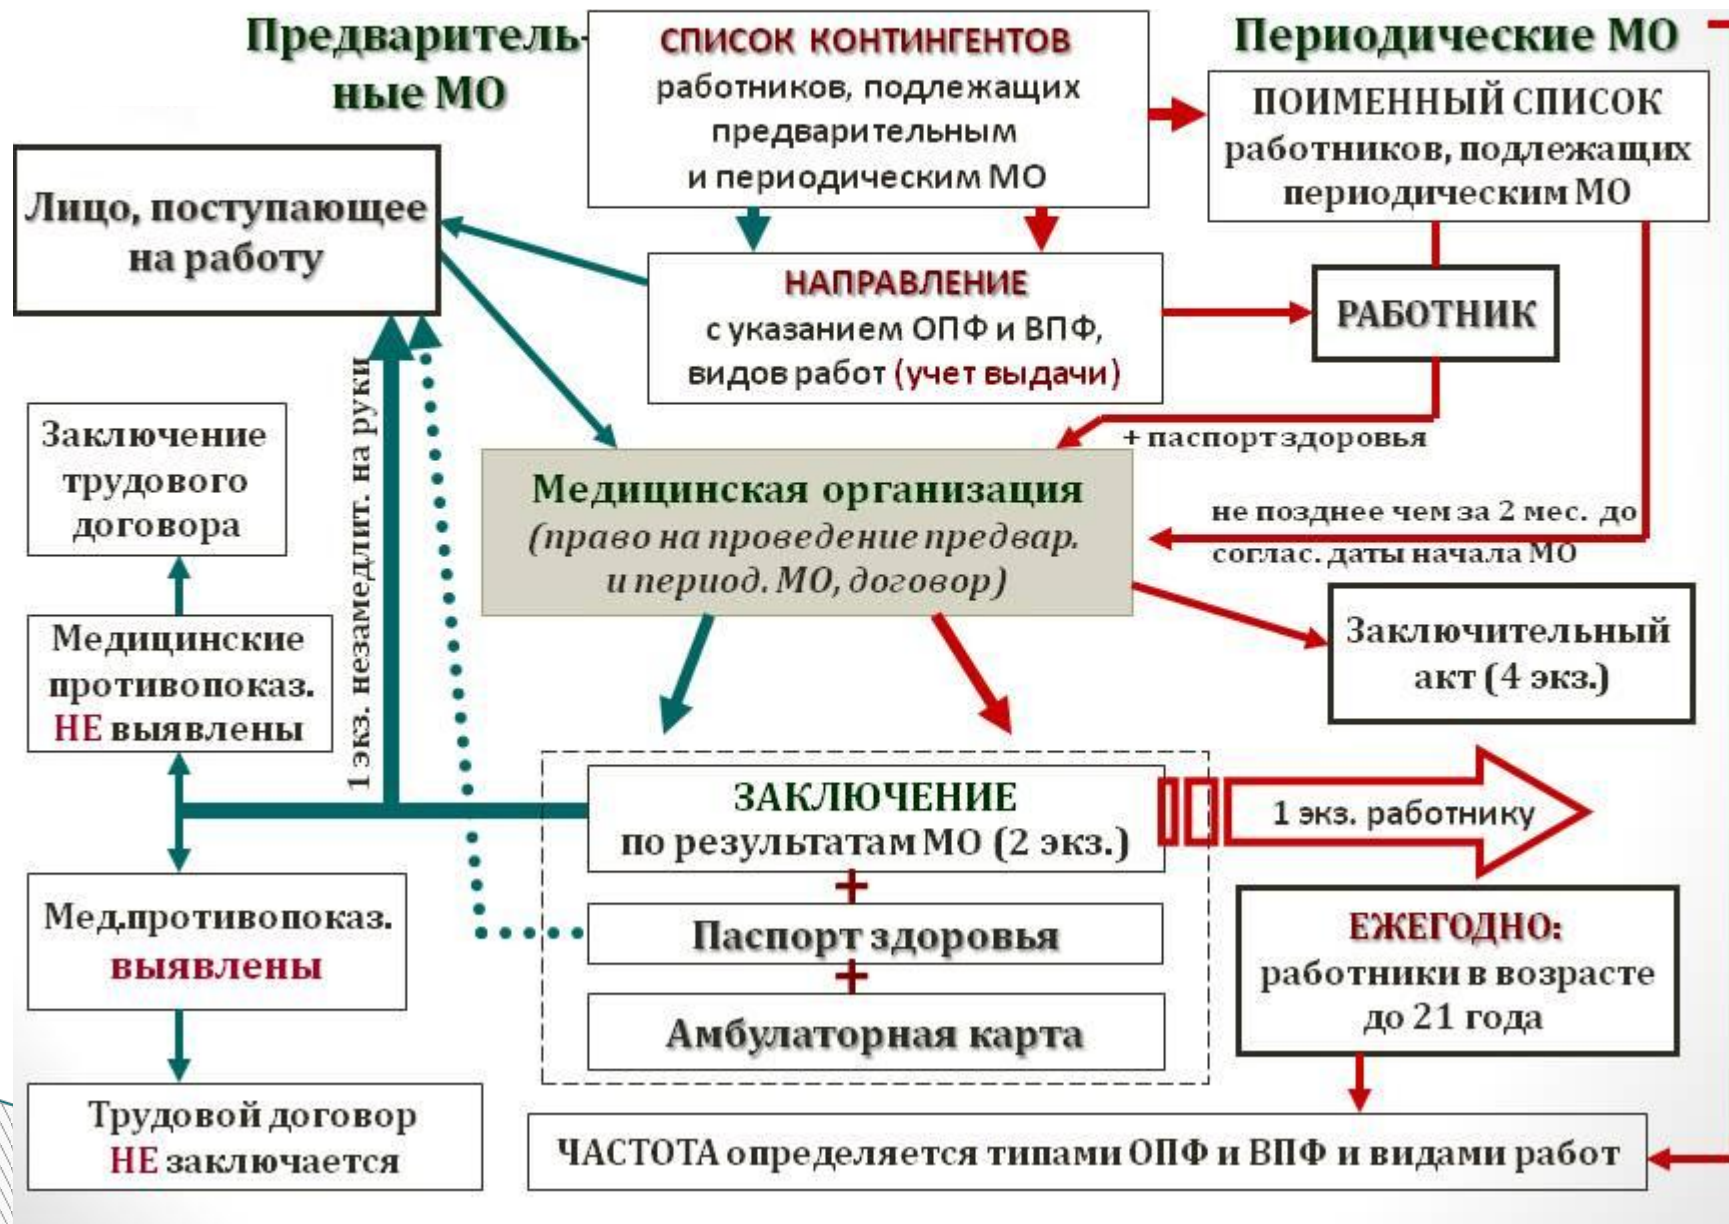 Предваритель-
ные МО
СПИСОК КОНТИНГЕНТОВ
работников, подлежащих
предварительным
и периодическим МО
Периодические МО
ПОИМЕННЫЙ СПИСОК
работников, подлежащих
периодическим МО
Лицо, поступающее
на работу
НАПРАВЛЕНИЕ
с указанием ОПФ и ВПФ,
видов работ (учет выдачи)
РАБОТНИК
+ паспорт здоровья
Медицинская организация
(право на проведение предвар.
и период. МО, договор)
не позднее чем за 2 мес. до
соглас. даты начала МО
Заключительный
акт (4 экз.)
1 экз. незамедлит. на руки
Заключение
трудового
договора
Медицинские
противопоказ.
НЕ выявлены
ЗАКЛЮЧЕНИЕ
по результатам МО (2 экз.)
+
Паспорт здоровья
+
Амбулаторная карта
1 экз. работнику
Мед.противопоказ.
выявлены
Трудовой договор
НЕ заключается
ЕЖЕГОДНО:
работники в возрасте
до 21 года
ЧАСТОТА определяется типами ОПФ и ВПФ и видами работ